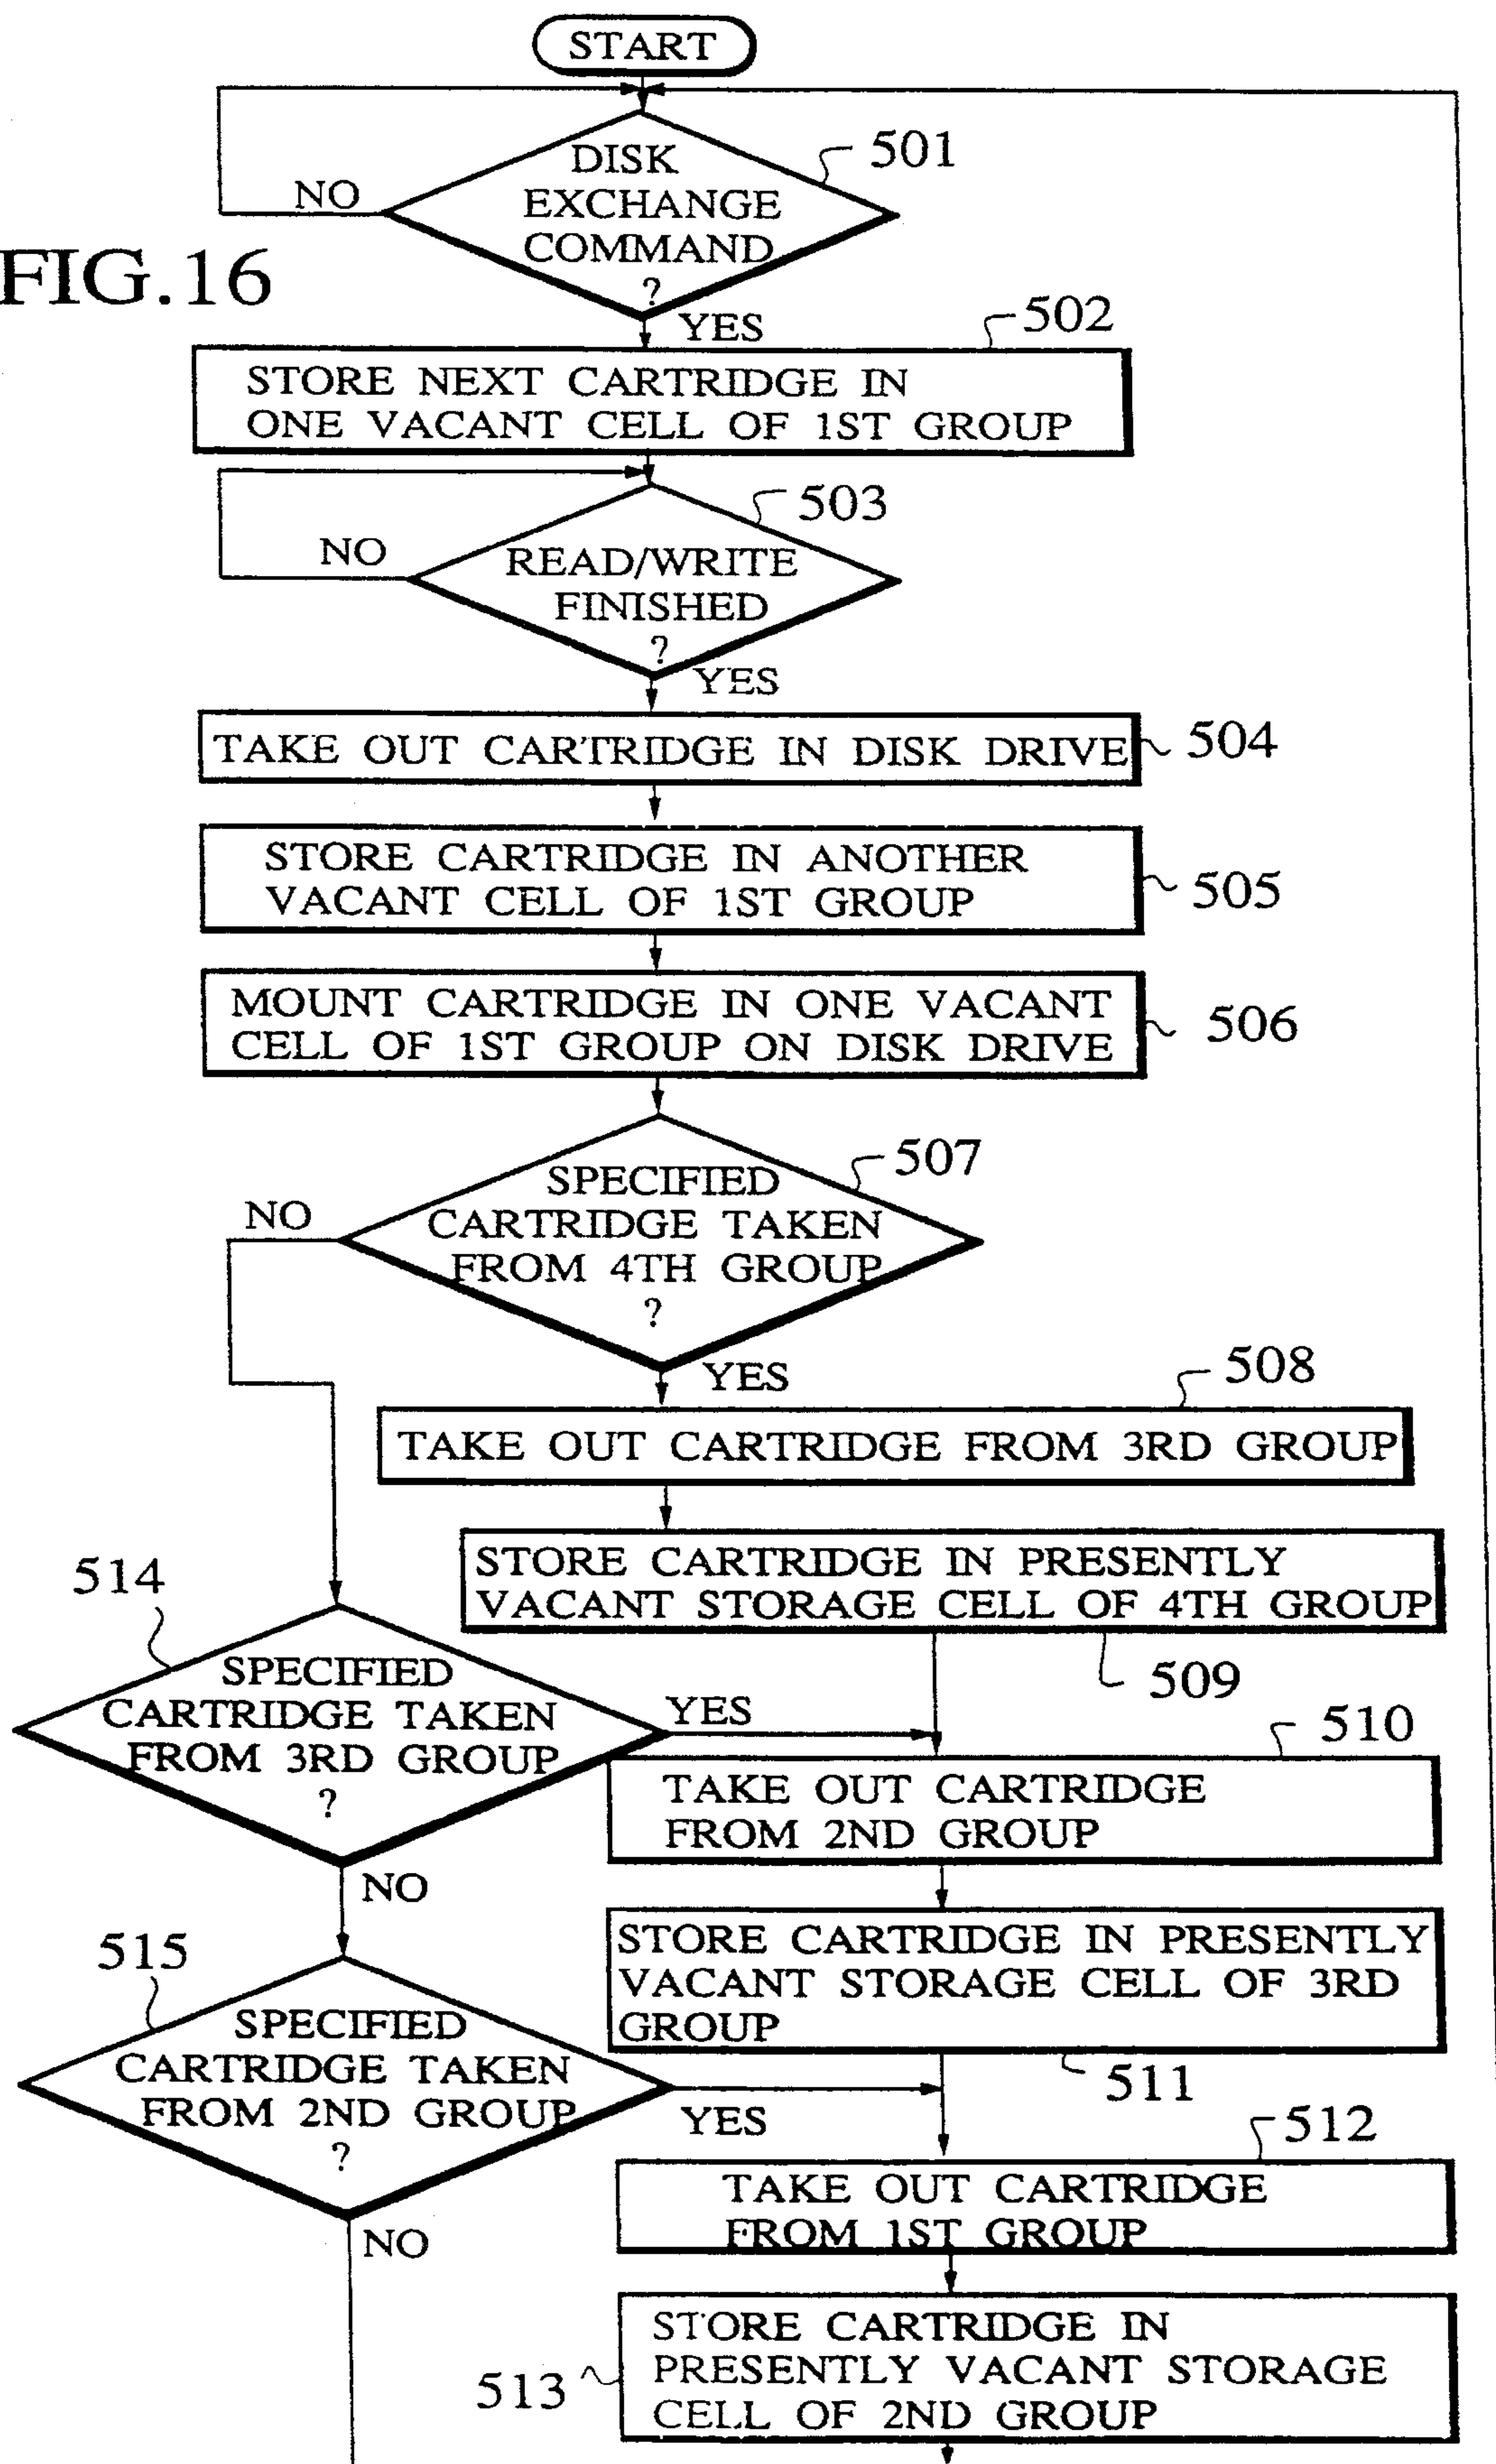 START
DISK
EXCHANGE
COMMAND
?
501
NO
FIG.16
YES
502
STORE NEXT CARTRIDGE IN
ONE VACANT CELL OF 1ST GROUP
503
NO
READ/WRITE
FINISHED
?
YES
TAKE OUT CARTRIDGE IN DISK DRIVE
504
STORE CARTRIDGE IN ANOTHER
VACANT CELL OF 1ST GROUP
505
MOUNT CARTRIDGE IN ONE VACANT
CELL OF 1ST GROUP ON DISK DRIVE
506
507
SPECIFIED
CARTRIDGE TAKEN
FROM 4TH GROUP
?
NO
YES
508
TAKE OUT CARTRIDGE FROM 3RD GROUP
STORE CARTRIDGE IN PRESENTLY
VACANT STORAGE CELL OF 4TH GROUP
509
514
SPECIFIED
CARTRIDGE TAKEN
FROM 3RD GROUP
?
YES
NO
510
TAKE OUT CARTRIDGE
FROM 2ND GROUP
STORE CARTRIDGE IN PRESENTLY
VACANT STORAGE CELL OF 3RD
GROUP
511
515
SPECIFIED
CARTRIDGE TAKEN
FROM 2ND GROUP
?
YES
NO
512
TAKE OUT CARTRIDGE
FROM 1ST GROUP
STORE CARTRIDGE IN
PRESENTLY VACANT STORAGE
CELL OF 2ND GROUP
513